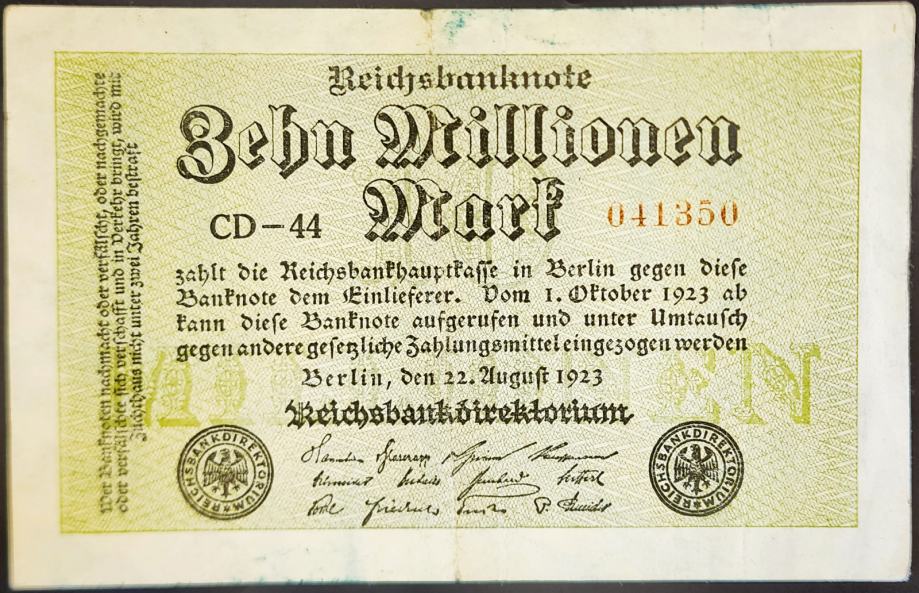 Reichsbanknote
Zehn Millionen
Mark
CD-44
041350
zahlt die Reichsbankhauptkasse in Berlin gegen diese
Banknote dem Einlieferer. Vom 1. Oktober 1923 ab
kann diese Banknote aufgerufen und unter Umtausch
gegen andere gesetzliche Zahlungsmittel eingezogen werden
Berlin, den 22. August 1923
Reichsbankdirektorium
REICHSBANKDIREKTORIUM
REICHSBANKDIREKTORIUM
Wer Banknoten nachmacht oder verfälscht, oder nachgemachte
oder verfälschte sich verschafft und in Verkehr bringt, wird mit
Zuchthaus nicht unter zwei Jahren bestraft